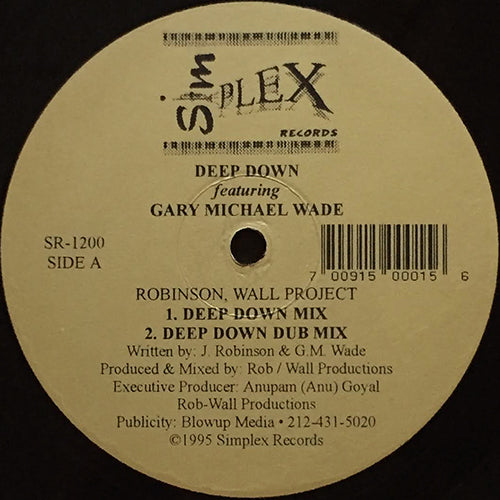 Simplex
RECORDS
DEEP DOWN
featuring
GARY MICHAEL WADE
SR-1200
SIDE A
7 00915 00015 6
ROBINSON, WALL PROJECT
1. DEEP DOWN MIX
2. DEEP DOWN DUB MIX
Written by: J. Robinson & G.M. Wade
Produced & Mixed by: Rob / Wall Productions
Executive Producer: Anupam (Anu) Goyal
Rob-Wall Productions
Publicity: Blowup Media • 212-431-5020
©1995 Simplex Records